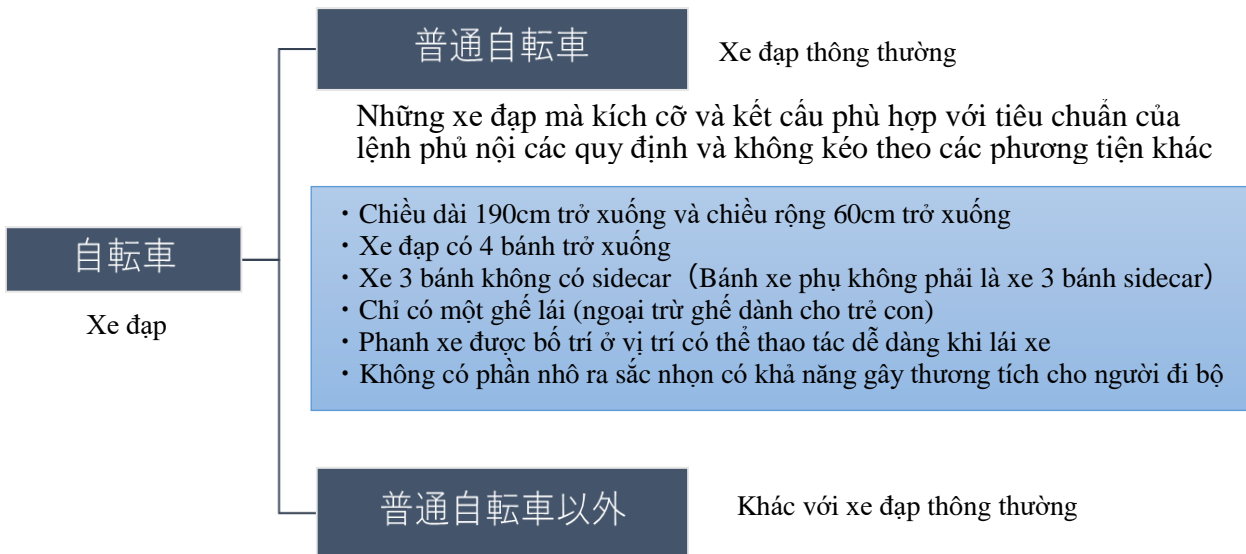 普通自転車
Xe đạp thông thường
Những xe đạp mà kích cỡ và kết cấu phù hợp với tiêu chuẩn của
lệnh phủ nội các quy định và không kéo theo các phương tiện khác
自転車
Xe đạp
・Chiều dài 190cm trở xuống và chiều rộng 60cm trở xuống
・Xe đạp có 4 bánh trở xuống
・Xe 3 bánh không có sidecar（Bánh xe phụ không phải là xe 3 bánh sidecar）
・Chỉ có một ghế lái (ngoại trừ ghế dành cho trẻ con)
・Phanh xe được bố trí ở vị trí có thể thao tác dễ dàng khi lái xe
・Không có phần nhô ra sắc nhọn có khả năng gây thương tích cho người đi bộ
普通自転車以外
Khác với xe đạp thông thường